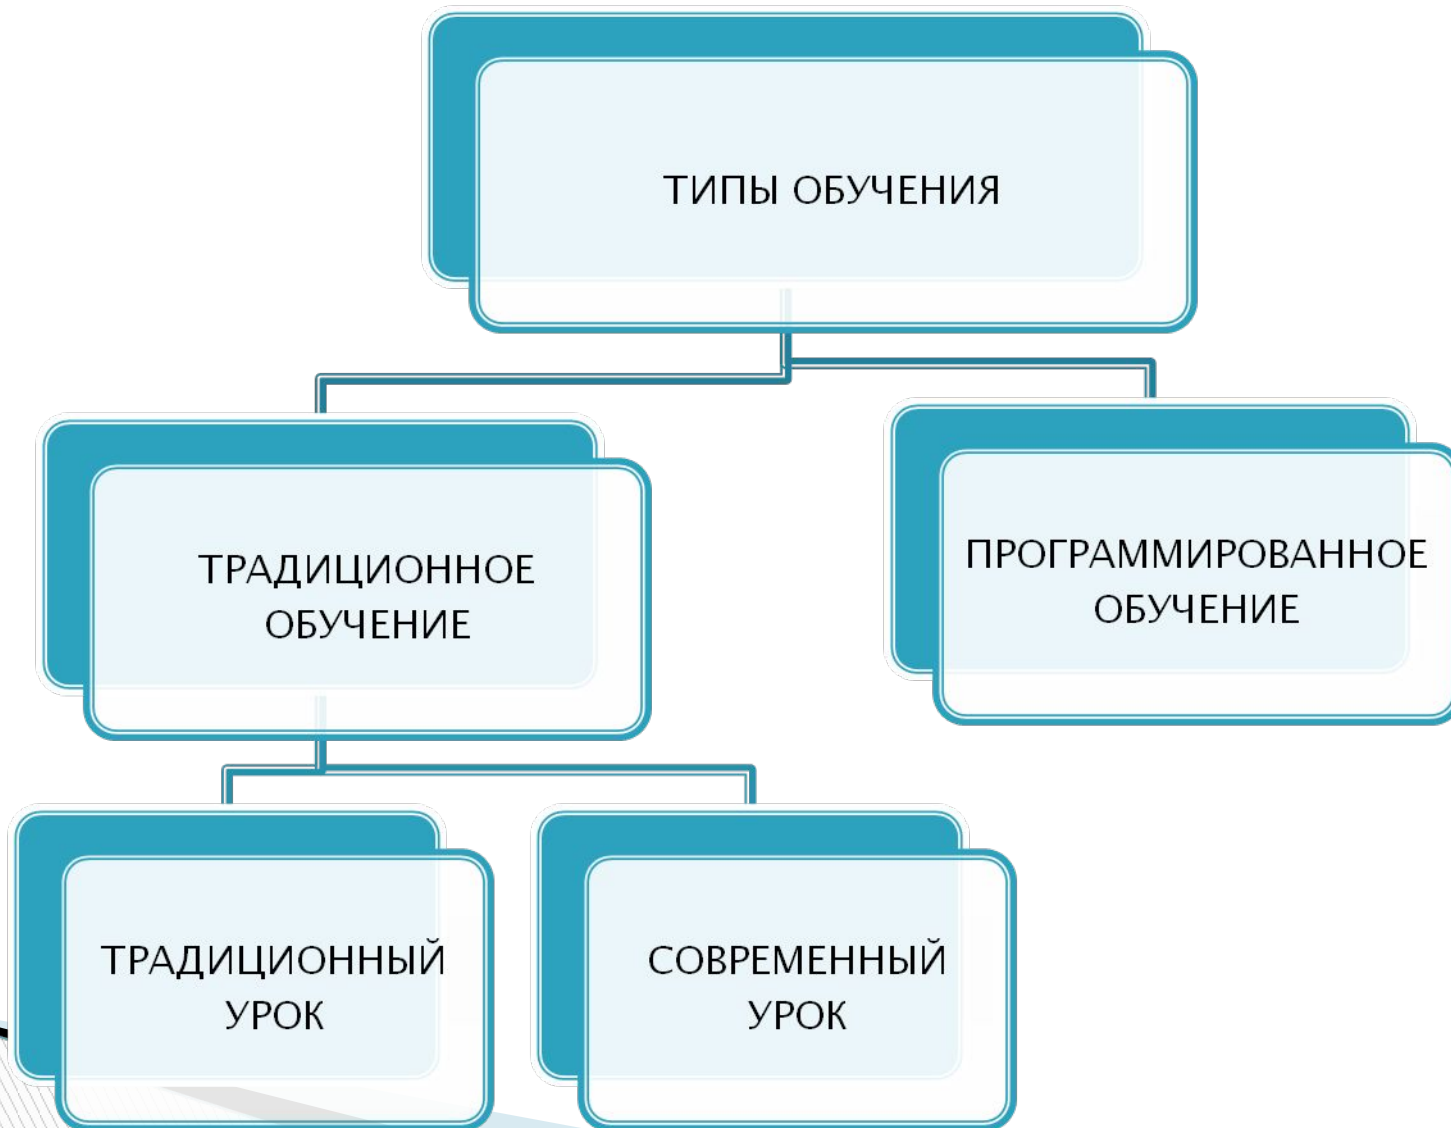 ТИПЫ ОБУЧЕНИЯ
ТРАДИЦИОННОЕ
ОБУЧЕНИЕ
ПРОГРАММИРОВАННОЕ
ОБУЧЕНИЕ
ТРАДИЦИОННЫЙ
УРОК
СОВРЕМЕННЫЙ
УРОК